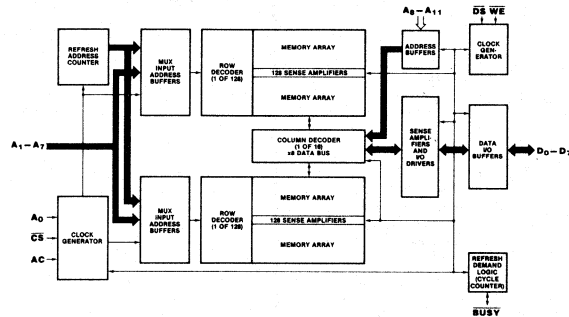 A8–A11
DS WE
REFRESH
ADDRESS
COUNTER
MUX
INPUT
ADDRESS
BUFFERS
ROW
DECODER
(1 OF 128)
MEMORY ARRAY
128 SENSE AMPLIFIERS
MEMORY ARRAY
ADDRESS
BUFFERS
CLOCK
GEN-
ERATOR
A1–A7
COLUMN DECODER
(1 OF 16)
x8 DATA BUS
SENSE
AMPLI-
FIERS
AND
I/O
DRIVERS
DATA
I/O
BUFFERS
D0–D7
A0
CS
AC
CLOCK
GENERATOR
MUX
INPUT
ADDRESS
BUFFERS
ROW
DECODER
(1 OF 128)
MEMORY ARRAY
128 SENSE AMPLIFIERS
MEMORY ARRAY
REFRESH
DEMAND
LOGIC
(CYCLE
COUNTER)
BUSY